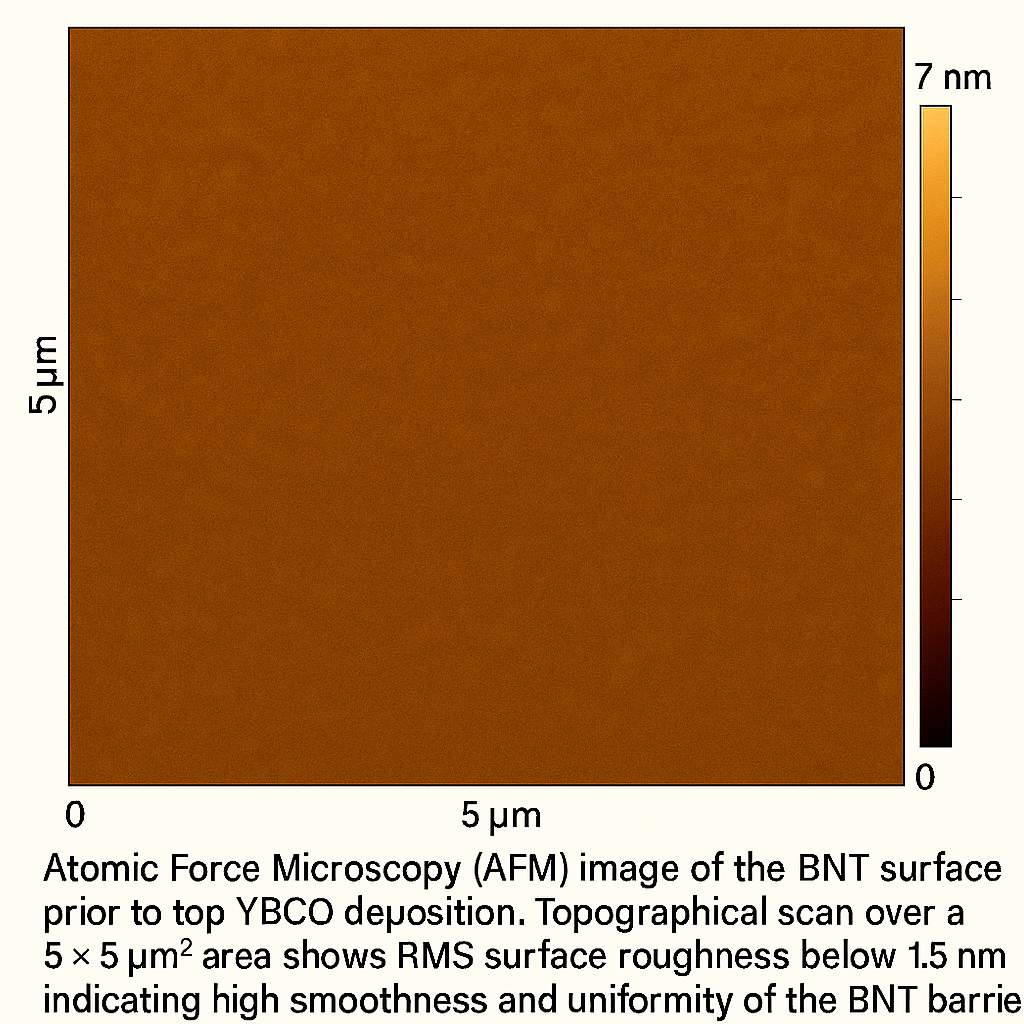 7 nm
5 µm
0
0
5 µm
Atomic Force Microscopy (AFM) image of the BNT surface
prior to top YBCO deµosition. Topographical scan over a
5 × 5 µm² area shows RMS surface roughness below 1.5 nm
indicating high smoothness and uniformity of the BNT barrie